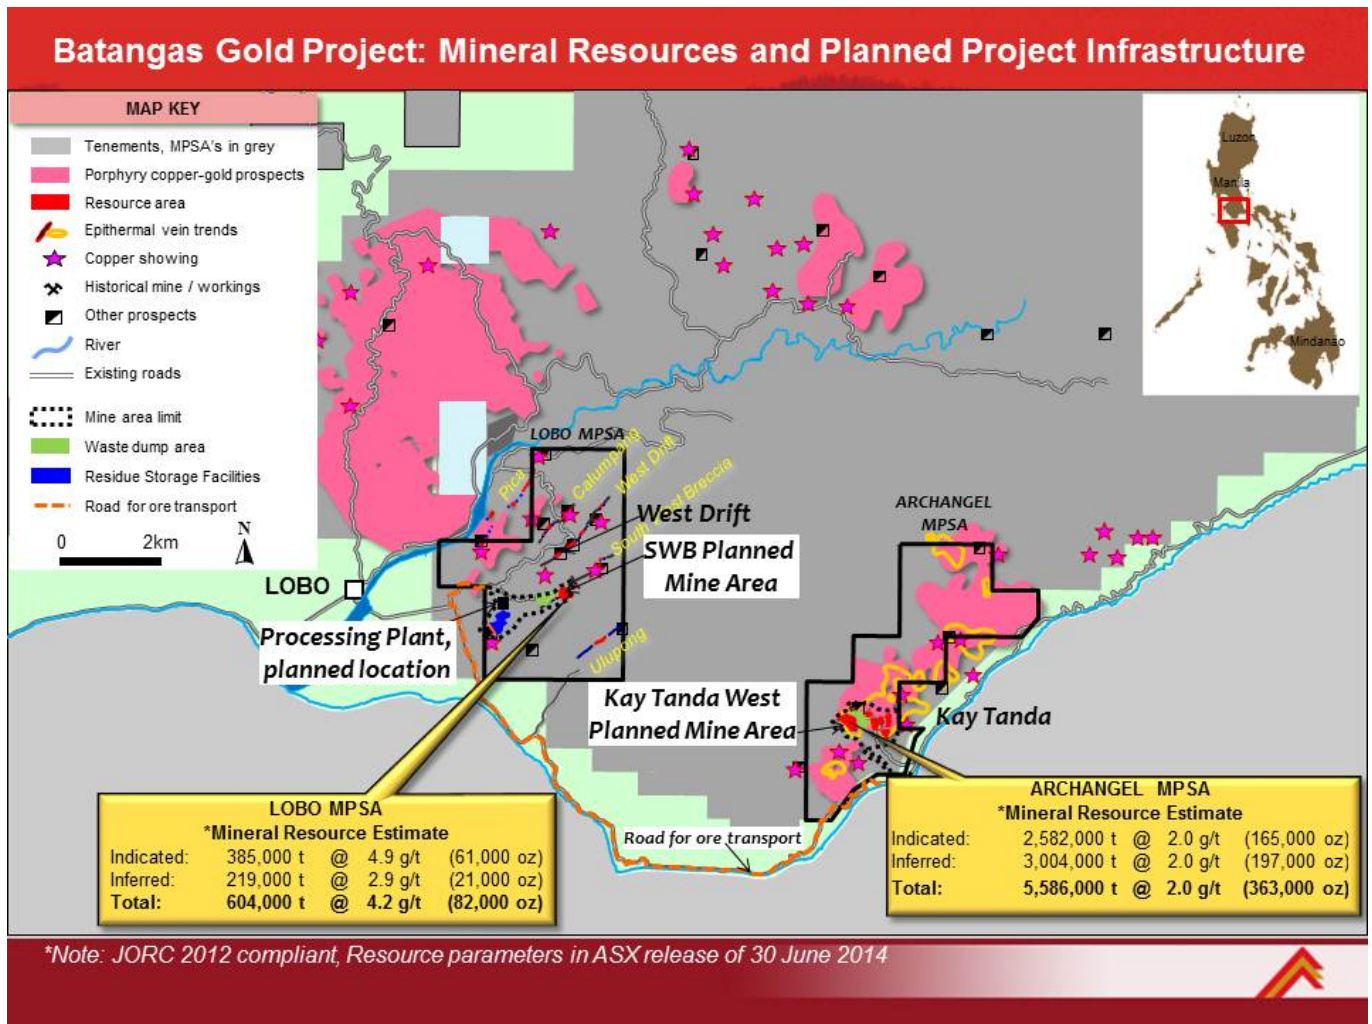 Batangas Gold Project: Mineral Resources and Planned Project Infrastructure
MAP KEY
Tenements, MPSA's in grey
Porphyry copper-gold prospects
Resource area
Epithermal vein trends
Copper showing
Historical mine / workings
Other prospects
River
Existing roads
Mine area limit
Waste dump area
Residue Storage Facilities
Road for ore transport
N
0 2km
Luzon
Manila
Mindanao
LOBO MPSA
Pica
Calumpang
West Drift
South West Breccia
West Drift
SWB Planned
Mine Area
ARCHANGEL
MPSA
LOBO
Processing Plant,
planned location
Ulupong
Kay Tanda West
Planned Mine Area
Kay Tanda
Road for ore transport
LOBO MPSA
*Mineral Resource Estimate
Indicated: 385,000 t @ 4.9 g/t (61,000 oz)
Inferred: 219,000 t @ 2.9 g/t (21,000 oz)
Total: 604,000 t @ 4.2 g/t (82,000 oz)
ARCHANGEL MPSA
*Mineral Resource Estimate
Indicated: 2,582,000 t @ 2.0 g/t (165,000 oz)
Inferred: 3,004,000 t @ 2.0 g/t (197,000 oz)
Total: 5,586,000 t @ 2.0 g/t (363,000 oz)
*Note: JORC 2012 compliant, Resource parameters in ASX release of 30 June 2014